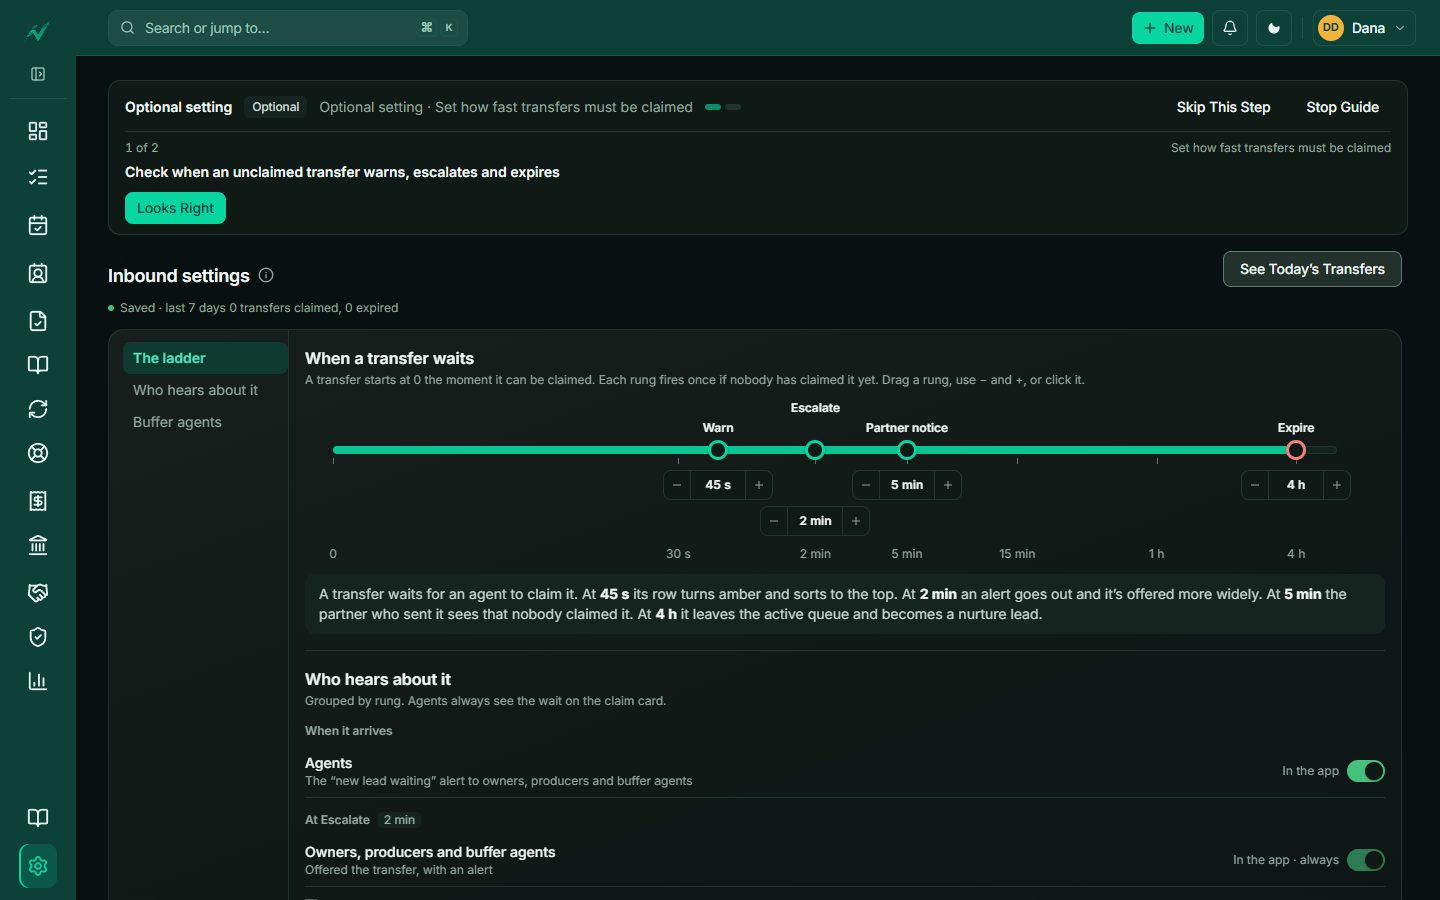 Search or jump to...
⌘ K
New
DD
Dana
Optional setting
Optional
Optional setting · Set how fast transfers must be claimed
Skip This Step
Stop Guide
1 of 2
Set how fast transfers must be claimed
Check when an unclaimed transfer warns, escalates and expires
Looks Right
Inbound settings
See Today’s Transfers
Saved · last 7 days 0 transfers claimed, 0 expired
The ladder
Who hears about it
Buffer agents
When a transfer waits
A transfer starts at 0 the moment it can be claimed. Each rung fires once if nobody has claimed it yet. Drag a rung, use − and +, or click it.
Escalate
Warn
Partner notice
Expire
− 45 s +
− 5 min +
− 4 h +
− 2 min +
0
30 s
2 min
5 min
15 min
1 h
4 h
A transfer waits for an agent to claim it. At 45 s its row turns amber and sorts to the top. At 2 min an alert goes out and it’s offered more widely. At 5 min the
partner who sent it sees that nobody claimed it. At 4 h it leaves the active queue and becomes a nurture lead.
Who hears about it
Grouped by rung. Agents always see the wait on the claim card.
When it arrives
Agents
The “new lead waiting” alert to owners, producers and buffer agents
In the app
At Escalate
2 min
Owners, producers and buffer agents
Offered the transfer, with an alert
In the app · always